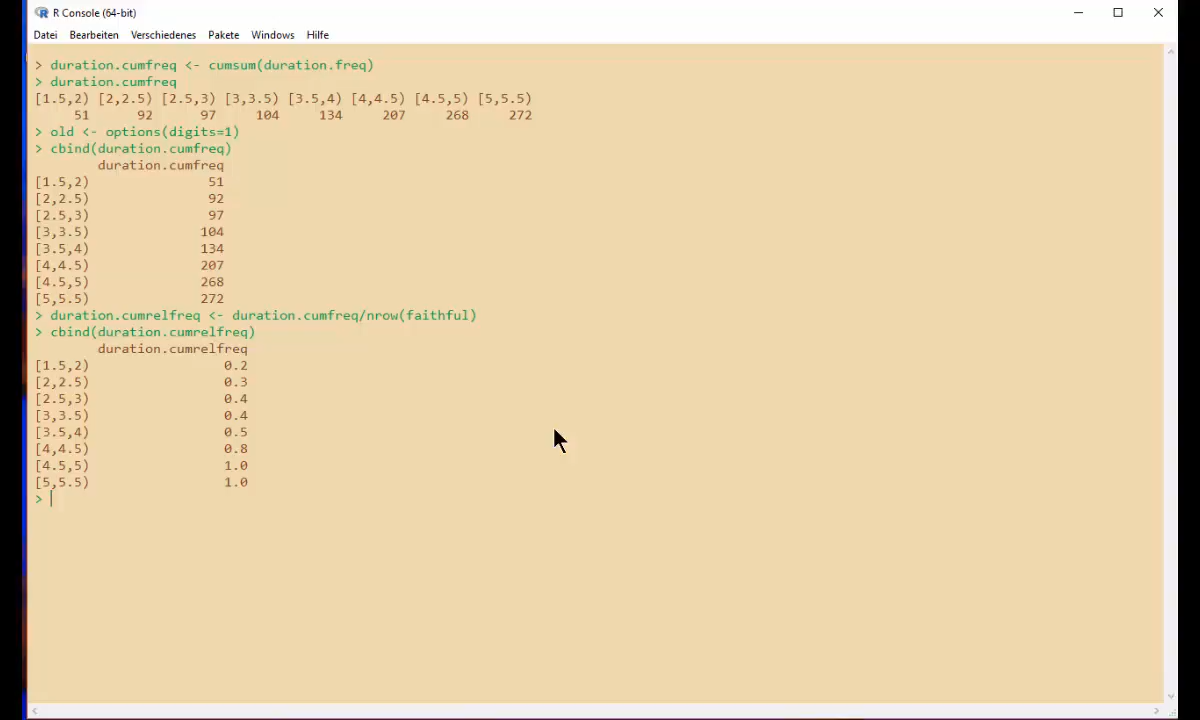 R Console (64-bit)
Datei Bearbeiten Verschiedenes Pakete Windows Hilfe
> duration.cumfreq <- cumsum(duration.freq)
> duration.cumfreq
[1.5,2) [2,2.5) [2.5,3) [3,3.5) [3.5,4) [4,4.5) [4.5,5) [5,5.5)
51 92 97 104 134 207 268 272
> old <- options(digits=1)
> cbind(duration.cumfreq)
duration.cumfreq
[1.5,2) 51
[2,2.5) 92
[2.5,3) 97
[3,3.5) 104
[3.5,4) 134
[4,4.5) 207
[4.5,5) 268
[5,5.5) 272
> duration.cumrelfreq <- duration.cumfreq/nrow(faithful)
> cbind(duration.cumrelfreq)
duration.cumrelfreq
[1.5,2) 0.2
[2,2.5) 0.3
[2.5,3) 0.4
[3,3.5) 0.4
[3.5,4) 0.5
[4,4.5) 0.8
[4.5,5) 1.0
[5,5.5) 1.0
>